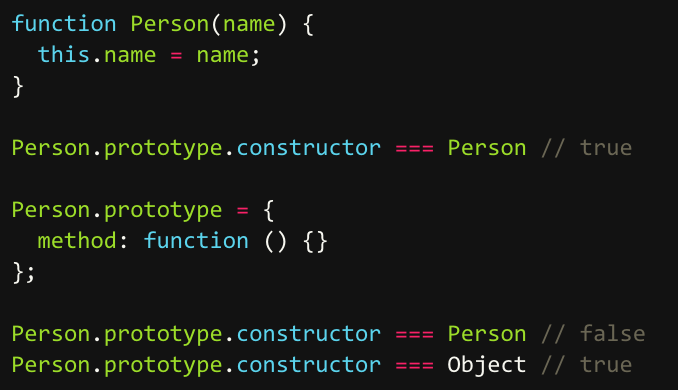 function Person(name) {
  this.name = name;
}

Person.prototype.constructor === Person // true

Person.prototype = {
  method: function () {}
};

Person.prototype.constructor === Person // false
Person.prototype.constructor === Object // true